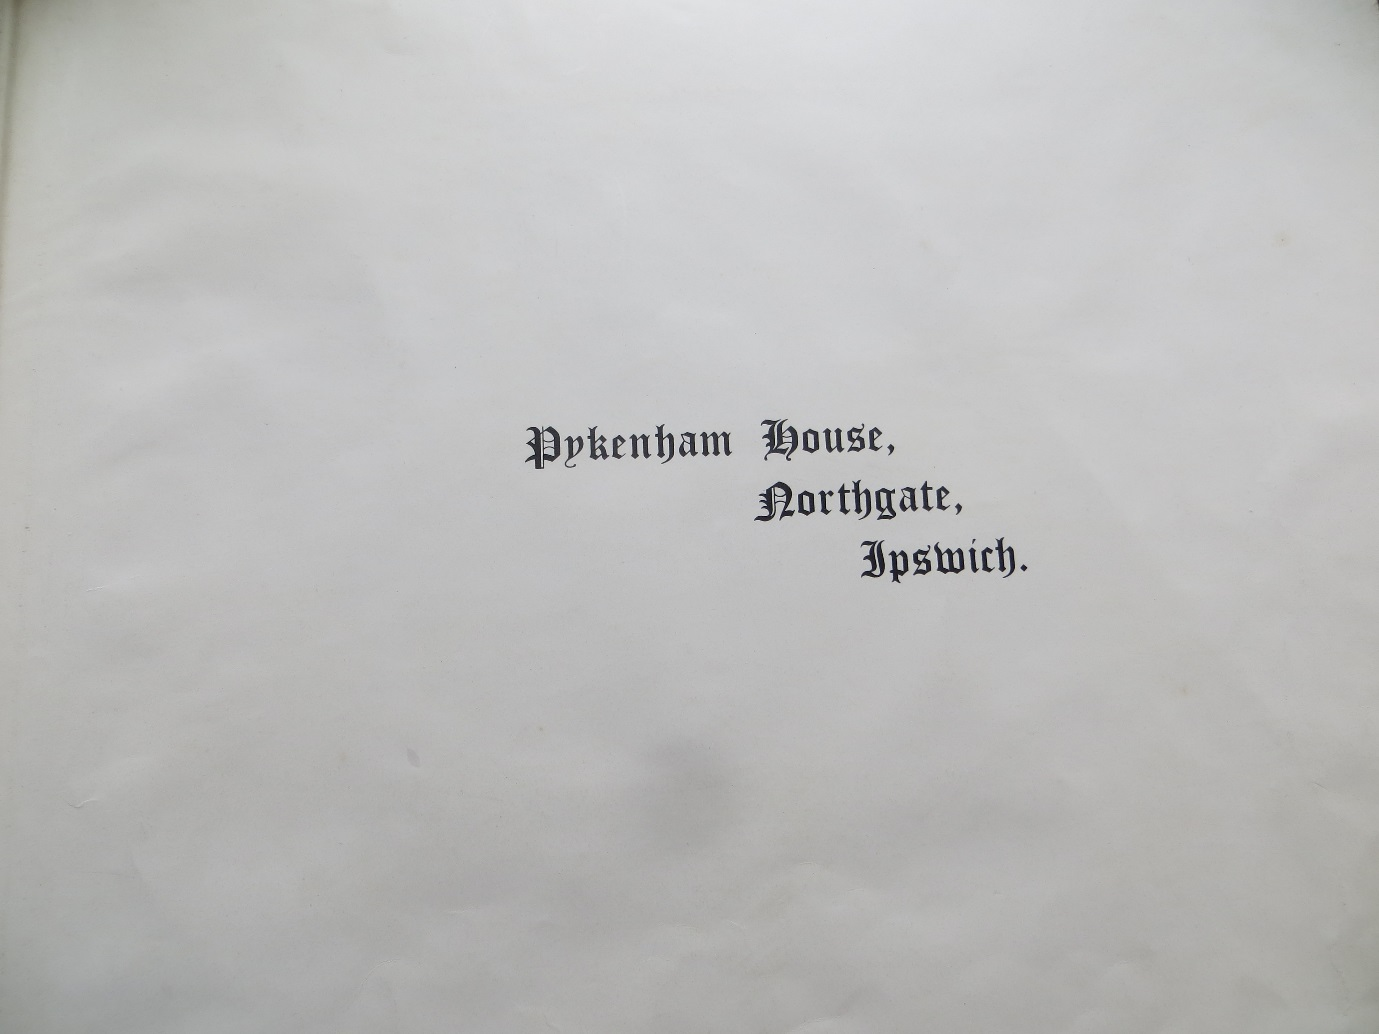 Pykenham House,
Northgate,
Ipswich.